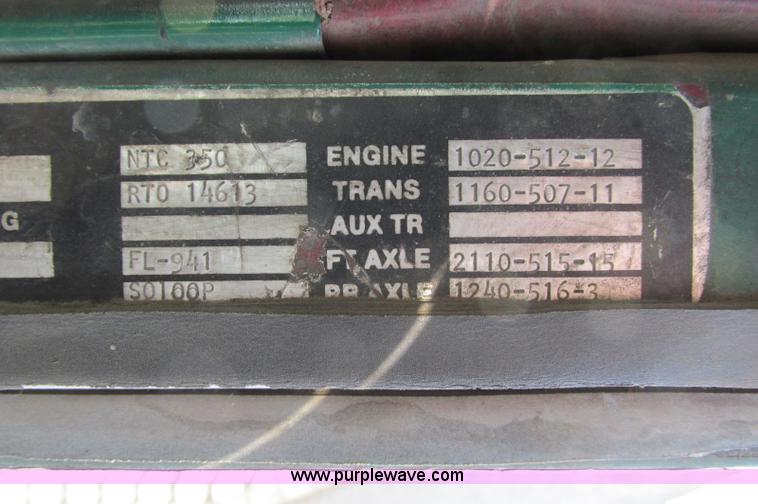 NTC 350 ENGINE 1020-512-12
RTO 14613 TRANS 1160-507-11
G AUX TR
FL-941 FT AXLE 2110-515-15
SQ100P RR AXLE 1240-516-3
www.purplewave.com